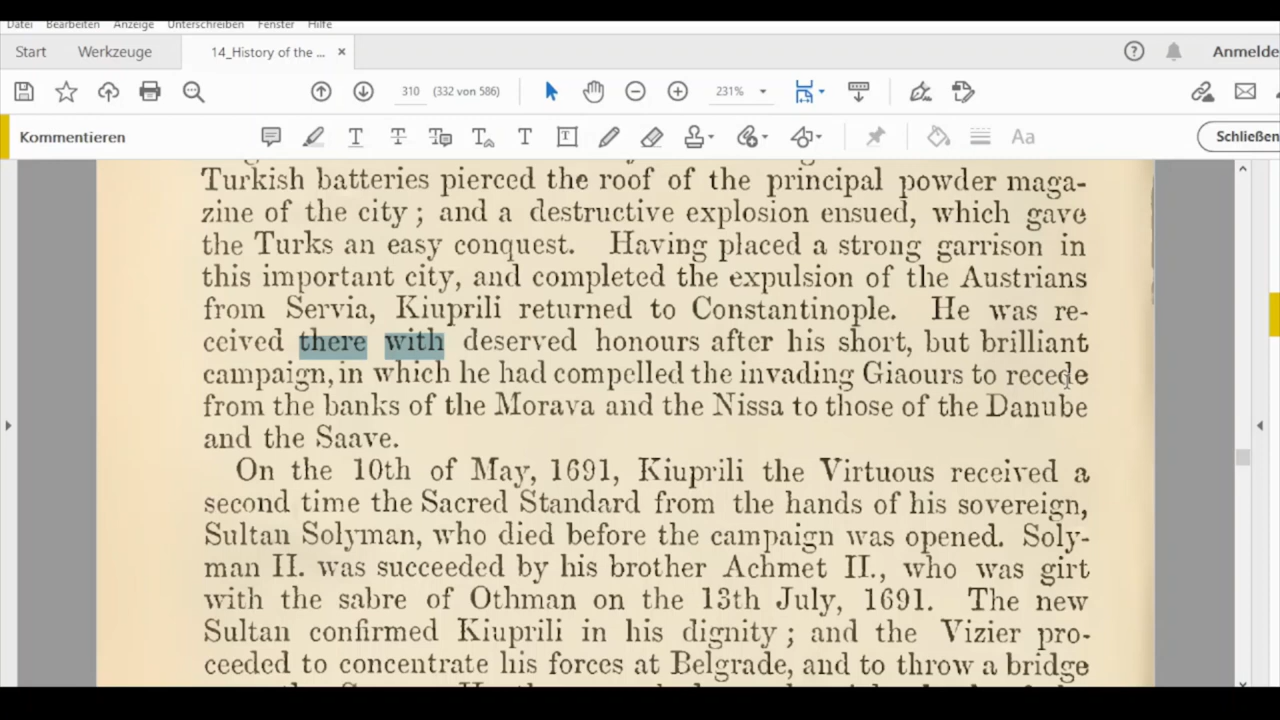 Datei Bearbeiten Anzeige Unterschreiben Fenster Hilfe
Start Werkzeuge 14_History of the ... × ? Anmelde
310 (332 von 586) 231%
Kommentieren Aa Schließen
Turkish batteries pierced the roof of the principal powder maga-
zine of the city ; and a destructive explosion ensued, which gave
the Turks an easy conquest. Having placed a strong garrison in
this important city, and completed the expulsion of the Austrians
from Servia, Kiuprili returned to Constantinople. He was re-
ceived there with deserved honours after his short, but brilliant
campaign, in which he had compelled the invading Giaours to recede
from the banks of the Morava and the Nissa to those of the Danube
and the Saave.
On the 10th of May, 1691, Kiuprili the Virtuous received a
second time the Sacred Standard from the hands of his sovereign,
Sultan Solyman, who died before the campaign was opened. Soly-
man II. was succeeded by his brother Achmet II., who was girt
with the sabre of Othman on the 13th July, 1691. The new
Sultan confirmed Kiuprili in his dignity ; and the Vizier pro-
ceeded to concentrate his forces at Belgrade, and to throw a bridge